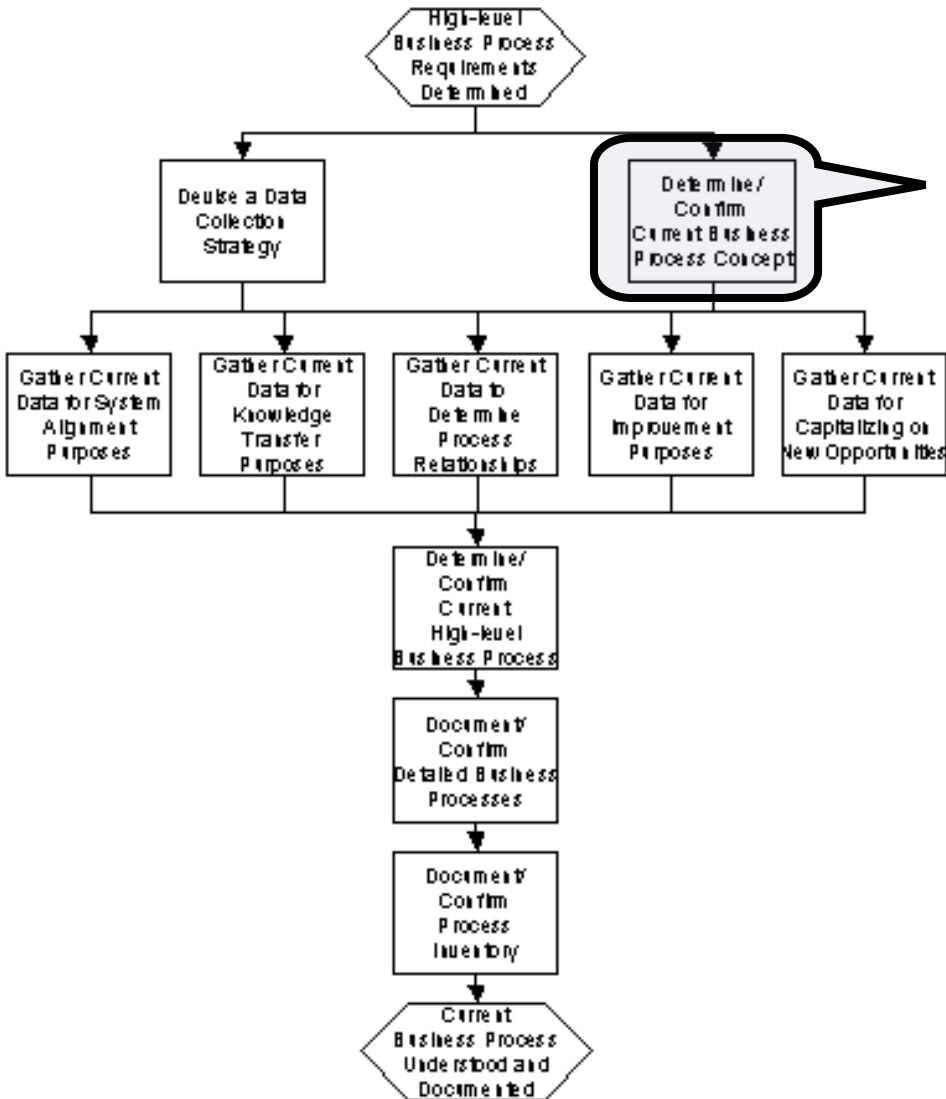 High-level
Business Process
Requirements
Determined
Devise a Data
Collection
Strategy
Determine/
Confirm
Current Business
Process Concept
Gather Current
Data for System
Alignment
Purposes
Gather Current
Data for
Knowledge
Transfer
Purposes
Gather Current
Data to
Determine
Process
Relationships
Gather Current
Data for
Improvement
Purposes
Gather Current
Data for
Capitalizing on
New Opportunities
Determine/
Confirm
Current
High-level
Business Process
Document/
Confirm
Detailed Business
Processes
Document/
Confirm
Process
Inventory
Current
Business Process
Understood and
Documented